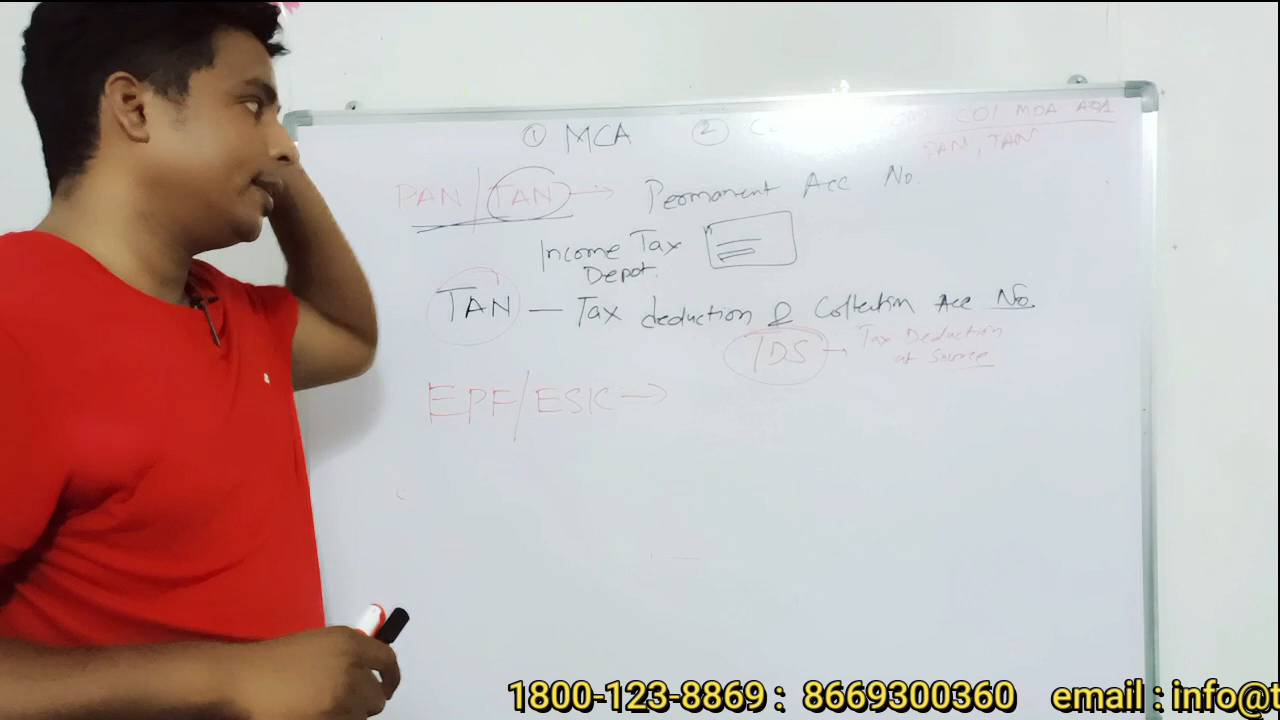 ① MCA ② COI MOA AOA
PAN, TAN
PAN/TAN → Permanent Acc No.
Income Tax
Depot.
TAN — Tax deduction & Collection Acc No.
TDS → Tax Deduction
at Source
EPF/ESIC →
1800-123-8869 : 8669300360 email : info@t